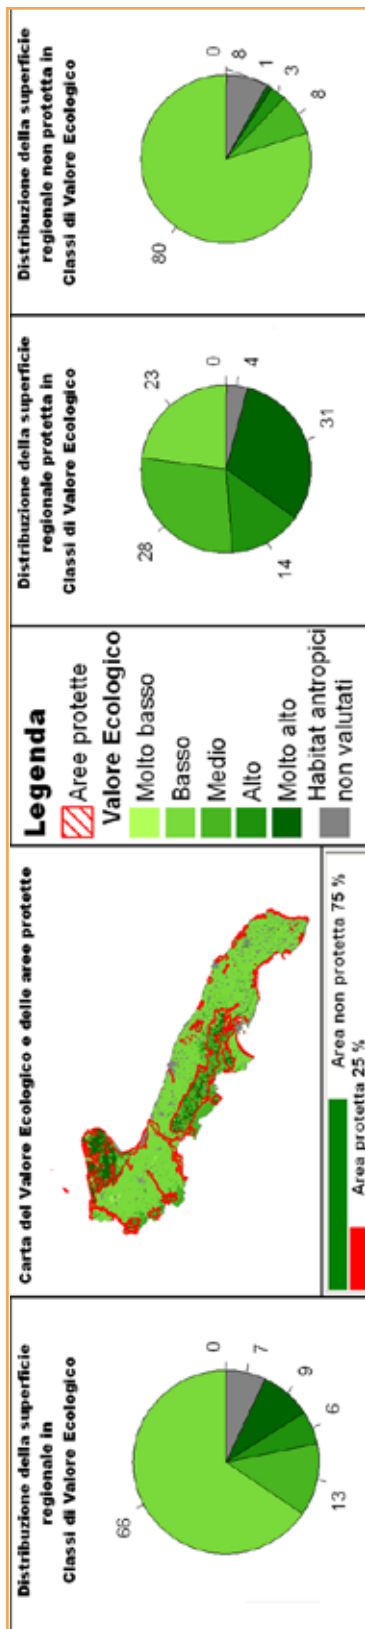 Distribuzione della superficie
regionale in
Classi di Valore Ecologico
66
0
7
9
6
13
Carta del Valore Ecologico e delle aree protette
Area non protetta 75 %
Area protetta 25 %
Legenda
Aree protette
Valore Ecologico
Molto basso
Basso
Medio
Alto
Molto alto
Habitat antropici
non valutati
Distribuzione della superficie
regionale protetta in
Classi di Valore Ecologico
23
0
4
31
14
28
Distribuzione della superficie
regionale non protetta in
Classi di Valore Ecologico
0
8
1
3
8
80